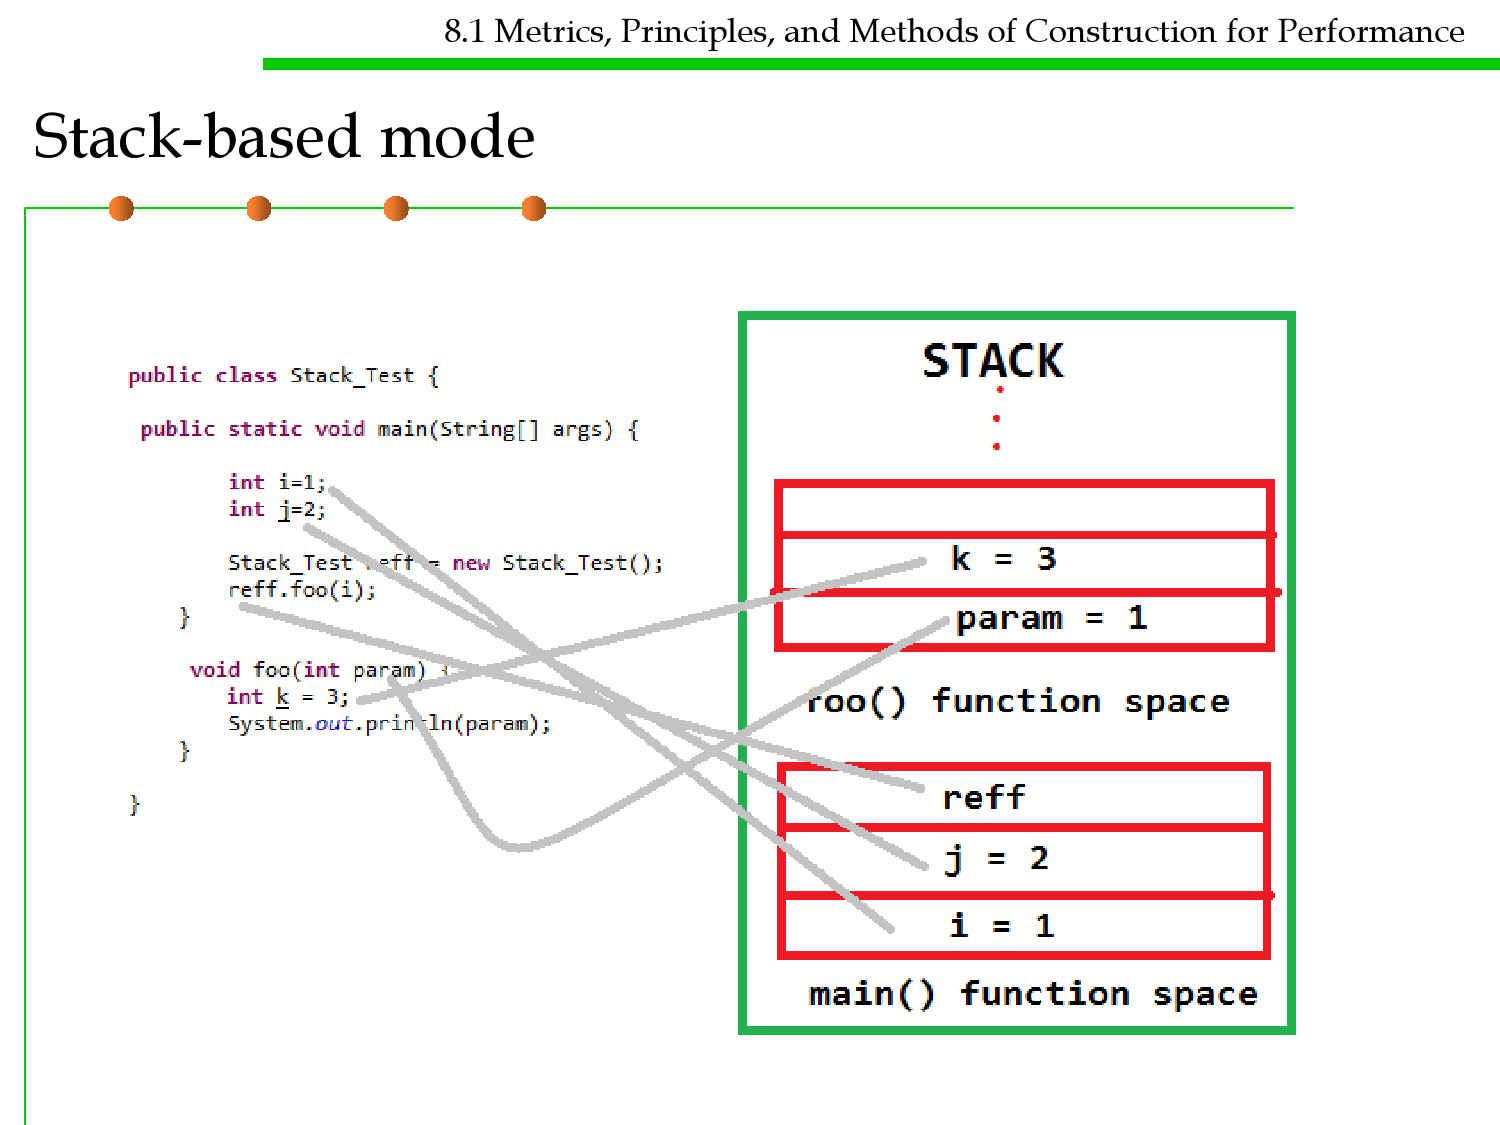 8.1 Metrics, Principles, and Methods of Construction for Performance
Stack-based mode
public class Stack_Test {
public static void main(String[] args) {
int i=1;
int j=2;
Stack_Test reff = new Stack_Test();
reff.foo(i);
}
void foo(int param) {
int k = 3;
System.out.println(param);
}
}
STACK
k = 3
param = 1
foo() function space
reff
j = 2
i = 1
main() function space